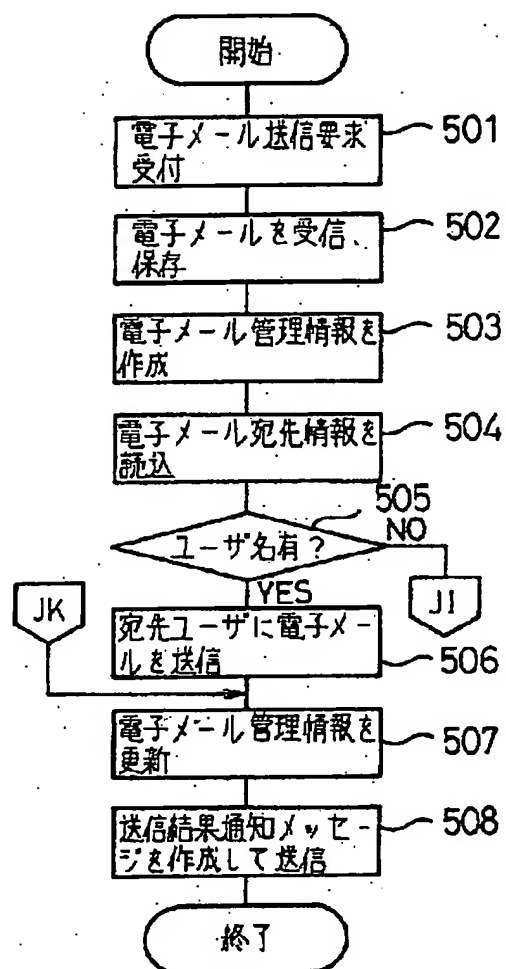 開始
電子メール送信要求
受付
501
電子メールを受信、
保存
502
電子メール管理情報を
作成
503
電子メール宛先情報を
読込
504
505
ユーザ名有?
NO
YES
JK
JI
宛先ユーザに電子メー
ルを送信
506
電子メール管理情報を
更新
507
送信結果通知メッセー
ジを作成して送信
508
終了